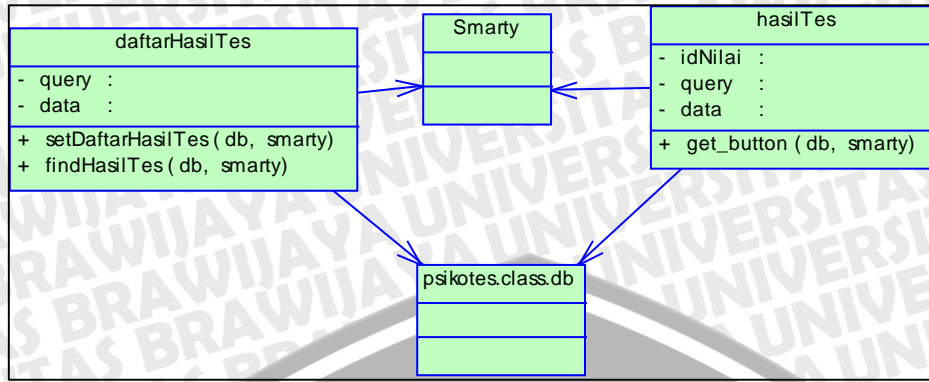 daftarHasilTes
- query :
- data :
+ setDaftarHasilTes ( db, smarty)
+ findHasilTes ( db, smarty)
Smarty
hasilTes
- idNilai :
- query :
- data :
+ get_button ( db, smarty)
psikotes.class.db